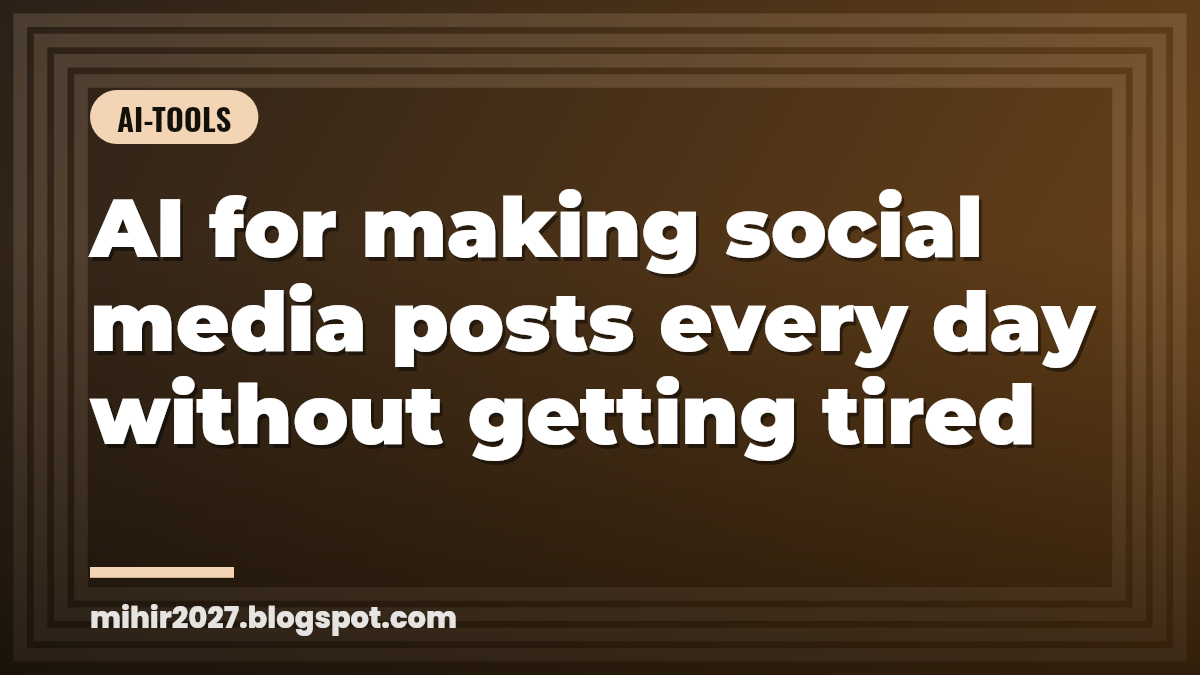 AI-TOOLS
AI for making social
media posts every day
without getting tired
mihir2027.blogspot.com